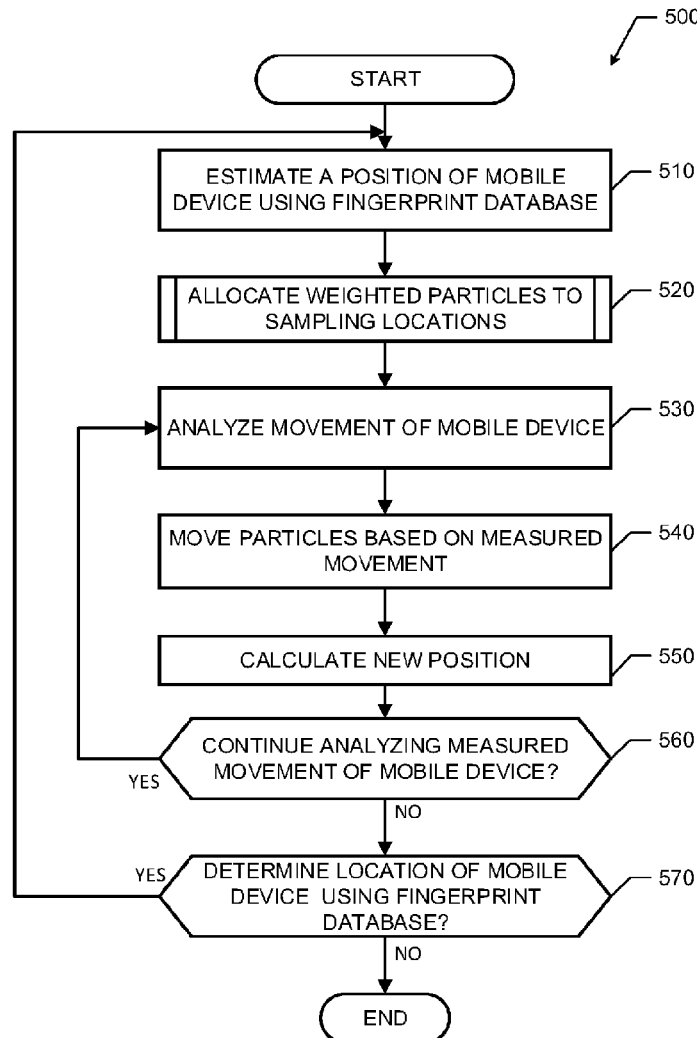 500
START
ESTIMATE A POSITION OF MOBILE
DEVICE USING FINGERPRINT DATABASE
510
ALLOCATE WEIGHTED PARTICLES TO
SAMPLING LOCATIONS
520
ANALYZE MOVEMENT OF MOBILE DEVICE
530
MOVE PARTICLES BASED ON MEASURED
MOVEMENT
540
CALCULATE NEW POSITION
550
CONTINUE ANALYZING MEASURED
MOVEMENT OF MOBILE DEVICE?
560
YES
NO
YES
DETERMINE LOCATION OF MOBILE
DEVICE USING FINGERPRINT
DATABASE?
570
NO
END